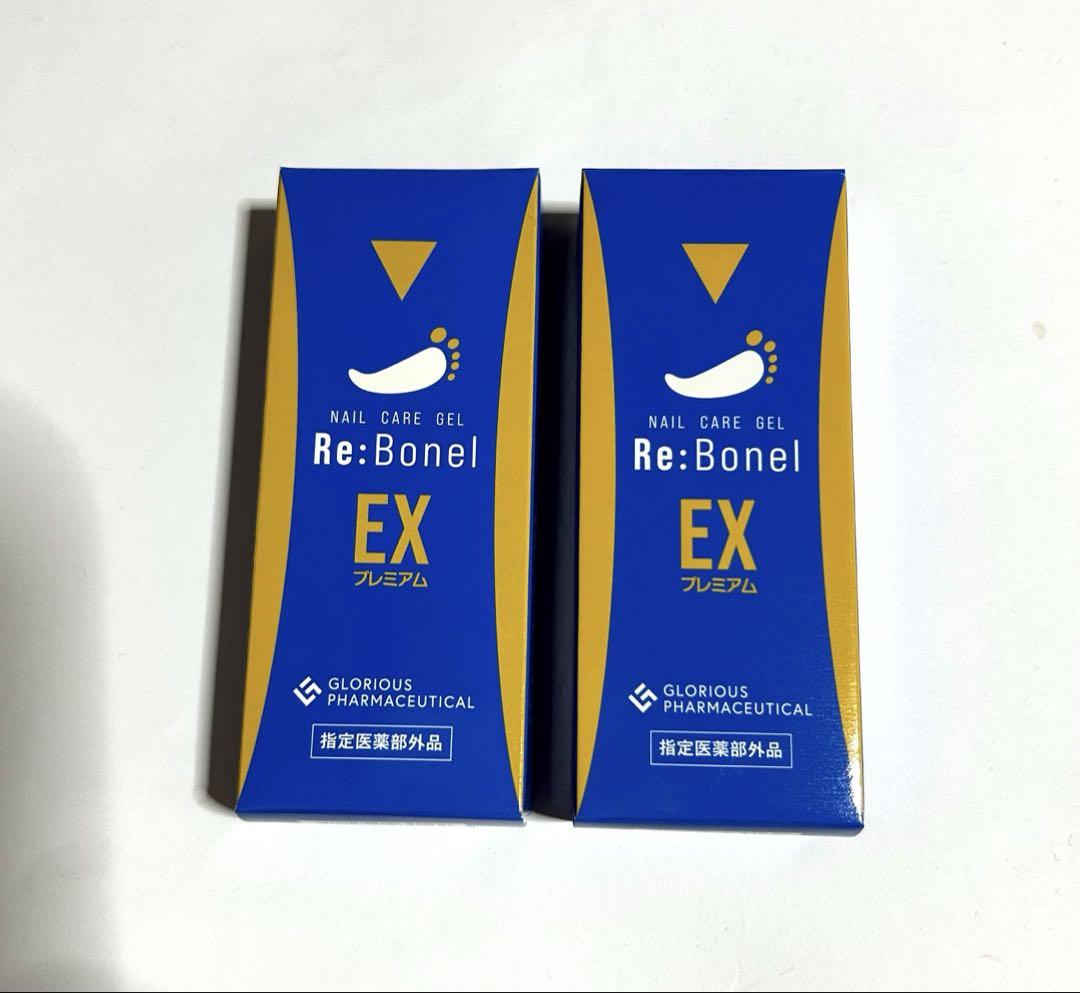 NAIL CARE GEL
Re:Bonel
EX
プレミアム
GLORIOUS
PHARMACEUTICAL
指定医薬部外品
NAIL CARE GEL
Re:Bonel
EX
プレミアム
GLORIOUS
PHARMACEUTICAL
指定医薬部外品